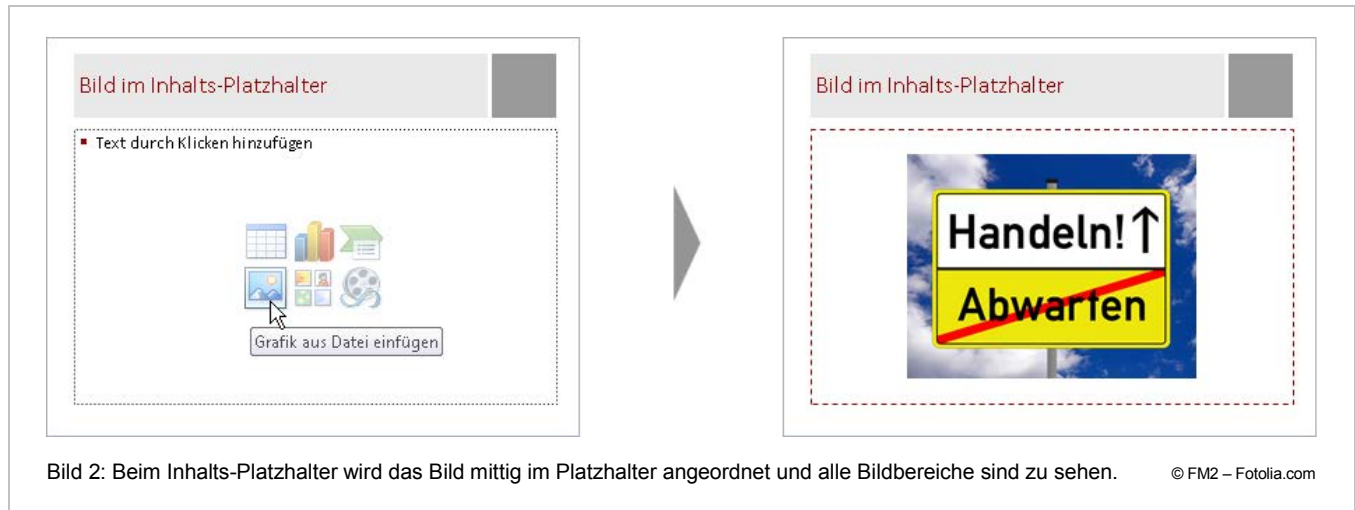 Bild im Inhalts-Platzhalter
Text durch Klicken hinzufügen
Grafik aus Datei einfügen
Bild im Inhalts-Platzhalter
Handeln!↑
Abwarten
Bild 2: Beim Inhalts-Platzhalter wird das Bild mittig im Platzhalter angeordnet und alle Bildbereiche sind zu sehen. © FM2 – Fotolia.com